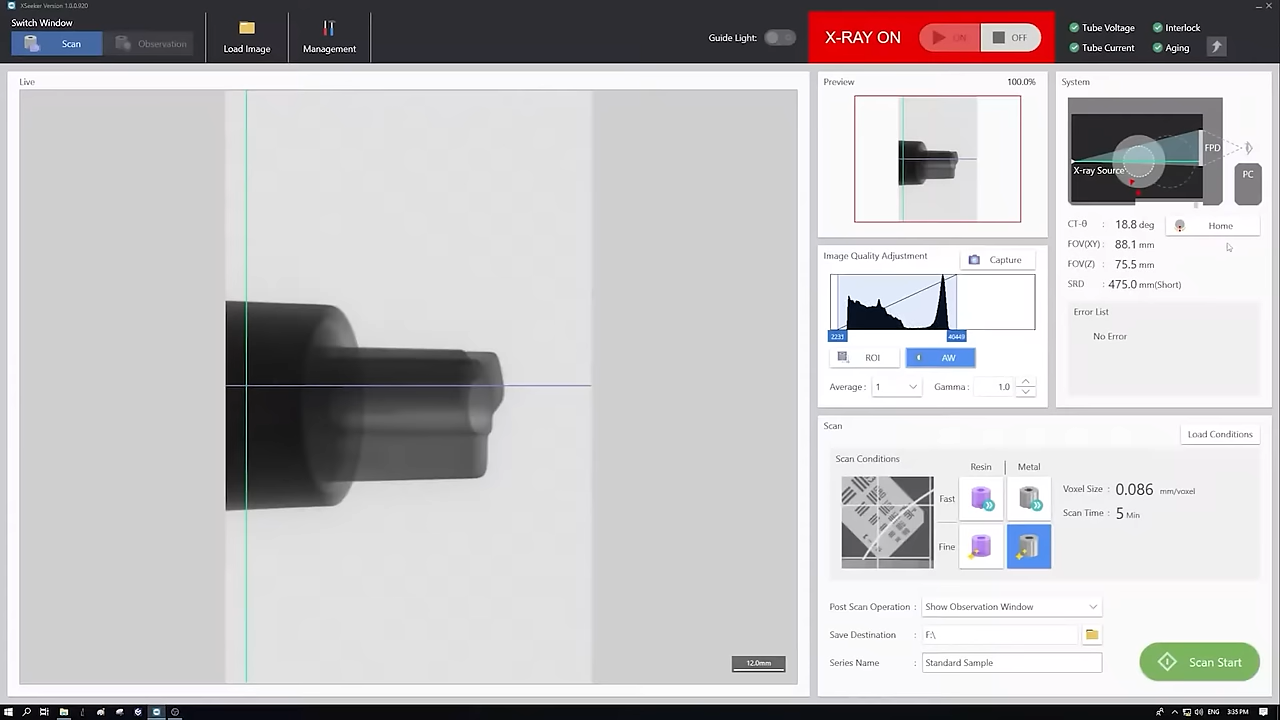 XSeeker Version 1.0.0.920
Switch Window
Scan
Observation
Load Image
Management
Guide Light:
X-RAY ON
ON
OFF
Tube Voltage
Interlock
Tube Current
Aging
Live
12.0mm
Preview
100.0%
Image Quality Adjustment
Capture
2231
40449
ROI
AW
Average :
1
Gamma :
1.0
System
X-ray Source
FPD
PC
CT-θ : 18.8 deg
Home
FOV(XY) : 88.1 mm
FOV(Z) : 75.5 mm
SRD : 475.0 mm(Short)
Error List
No Error
Scan
Load Conditions
Scan Conditions
Resin
Metal
Fast
Fine
Voxel Size : 0.086 mm/voxel
Scan Time : 5 Min
Post Scan Operation :
Show Observation Window
Save Destination :
F:\
Series Name :
Standard Sample
Scan Start
ENG
3:35 PM